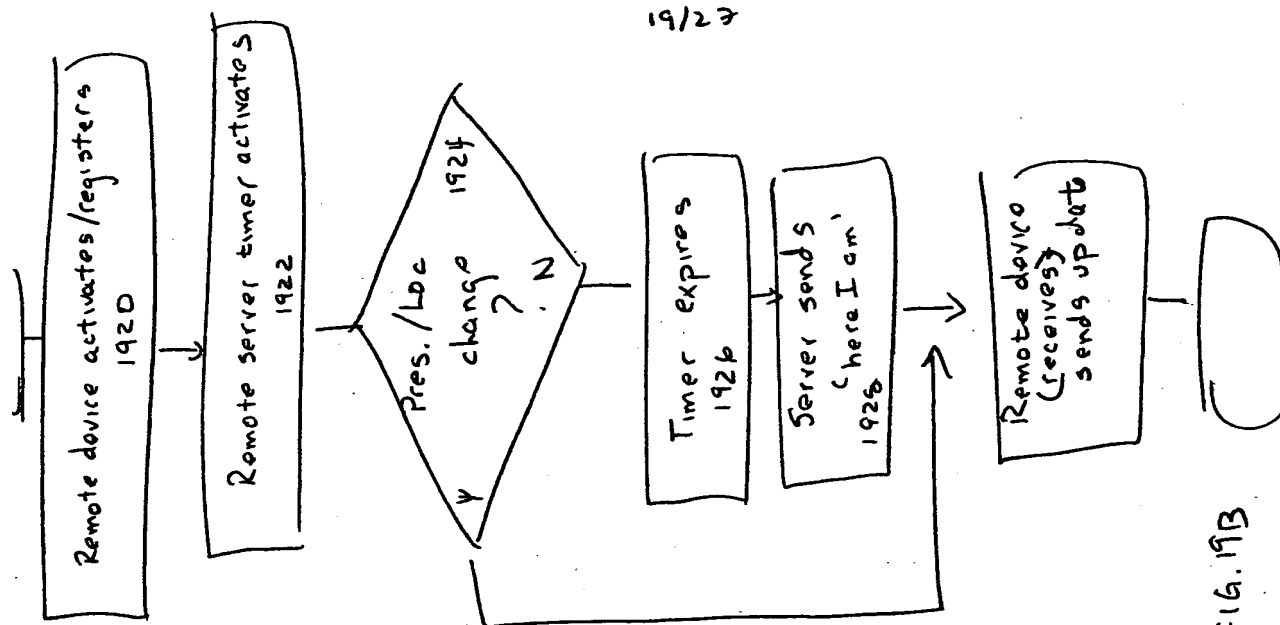 19/27
Remote device activates/registers
1920
Remote server timer activates
1922
Pres./Loc
change
?
1924
Y
N
Timer expires
1926
Server sends
'here I am'
1928
Remote device
(receives)
sends updat
FIG. 19B